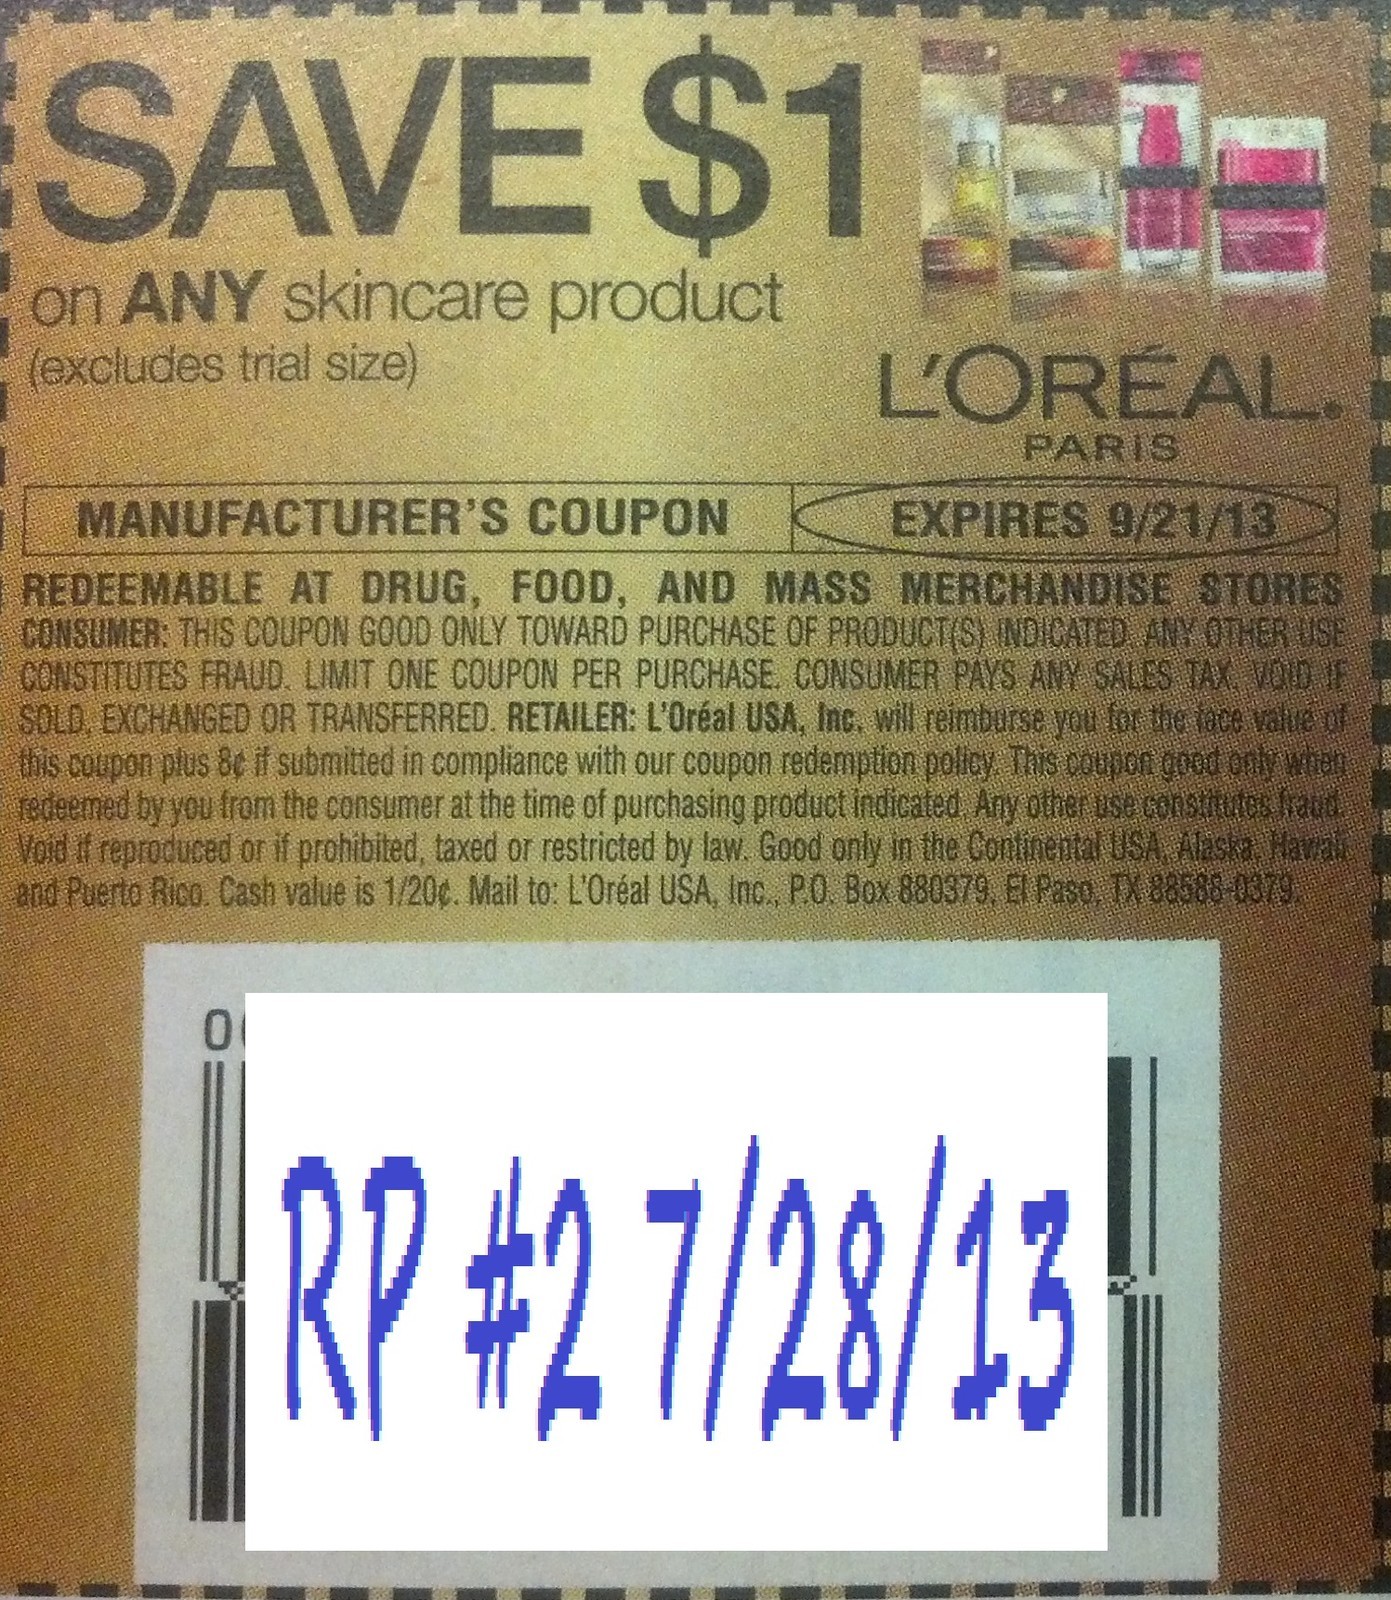 SAVE $1
on ANY skincare product
(excludes trial size)
L'ORÉAL.
PARIS
MANUFACTURER'S COUPON
EXPIRES 9/21/13
REDEEMABLE AT DRUG, FOOD, AND MASS MERCHANDISE STORES
CONSUMER: THIS COUPON GOOD ONLY TOWARD PURCHASE OF PRODUCT(S) INDICATED. ANY OTHER USE
CONSTITUTES FRAUD. LIMIT ONE COUPON PER PURCHASE. CONSUMER PAYS ANY SALES TAX. VOID IF
SOLD, EXCHANGED OR TRANSFERRED. RETAILER: L'Oréal USA, Inc. will reimburse you for the face value of
this coupon plus 8¢ if submitted in compliance with our coupon redemption policy. This coupon good only when
redeemed by you from the consumer at the time of purchasing product indicated. Any other use constitutes fraud.
Void if reproduced or if prohibited, taxed or restricted by law. Good only in the Continental USA, Alaska, Hawaii
and Puerto Rico. Cash value is 1/20¢. Mail to: L'Oréal USA, Inc., P.O. Box 880379, El Paso, TX 88588-0379.
RP #2 7/28/13